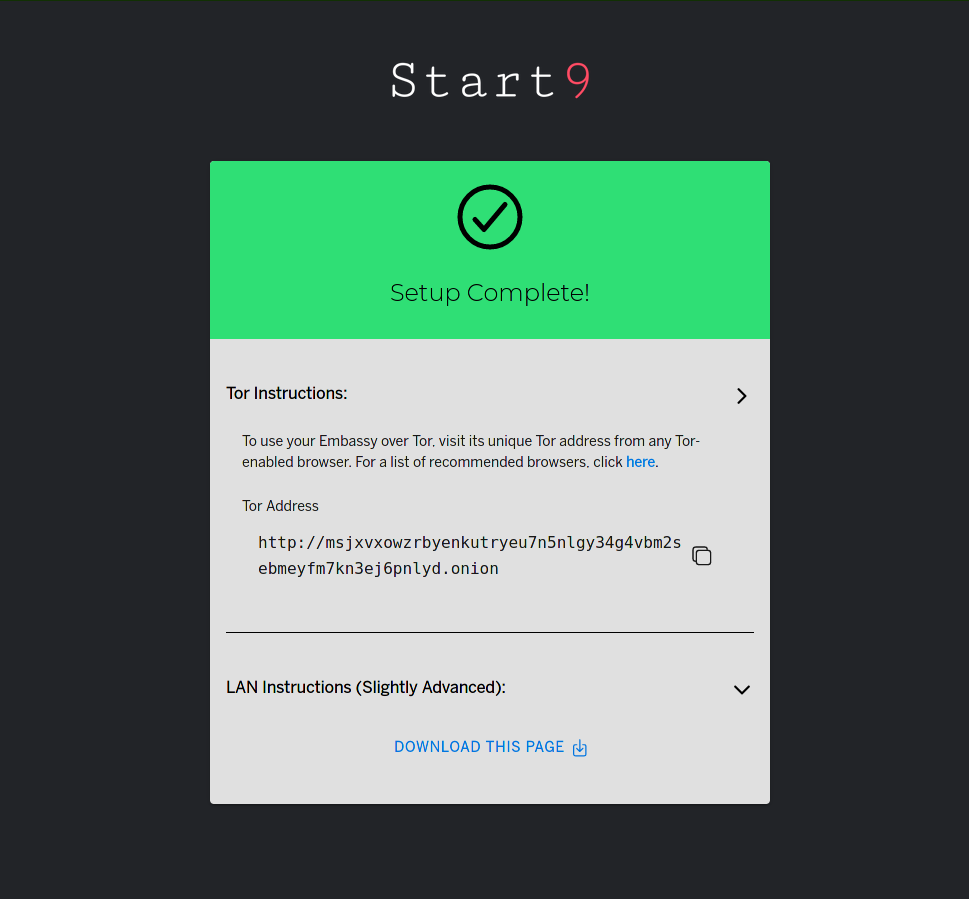 Start9
Setup Complete!
Tor Instructions:
To use your Embassy over Tor, visit its unique Tor address from any Tor-
enabled browser. For a list of recommended browsers, click here.
Tor Address
http://msjxvxowzrbyenkutryeu7n5nlgy34g4vbm2s
ebmeyfm7kn3ej6pnlyd.onion
LAN Instructions (Slightly Advanced):
DOWNLOAD THIS PAGE